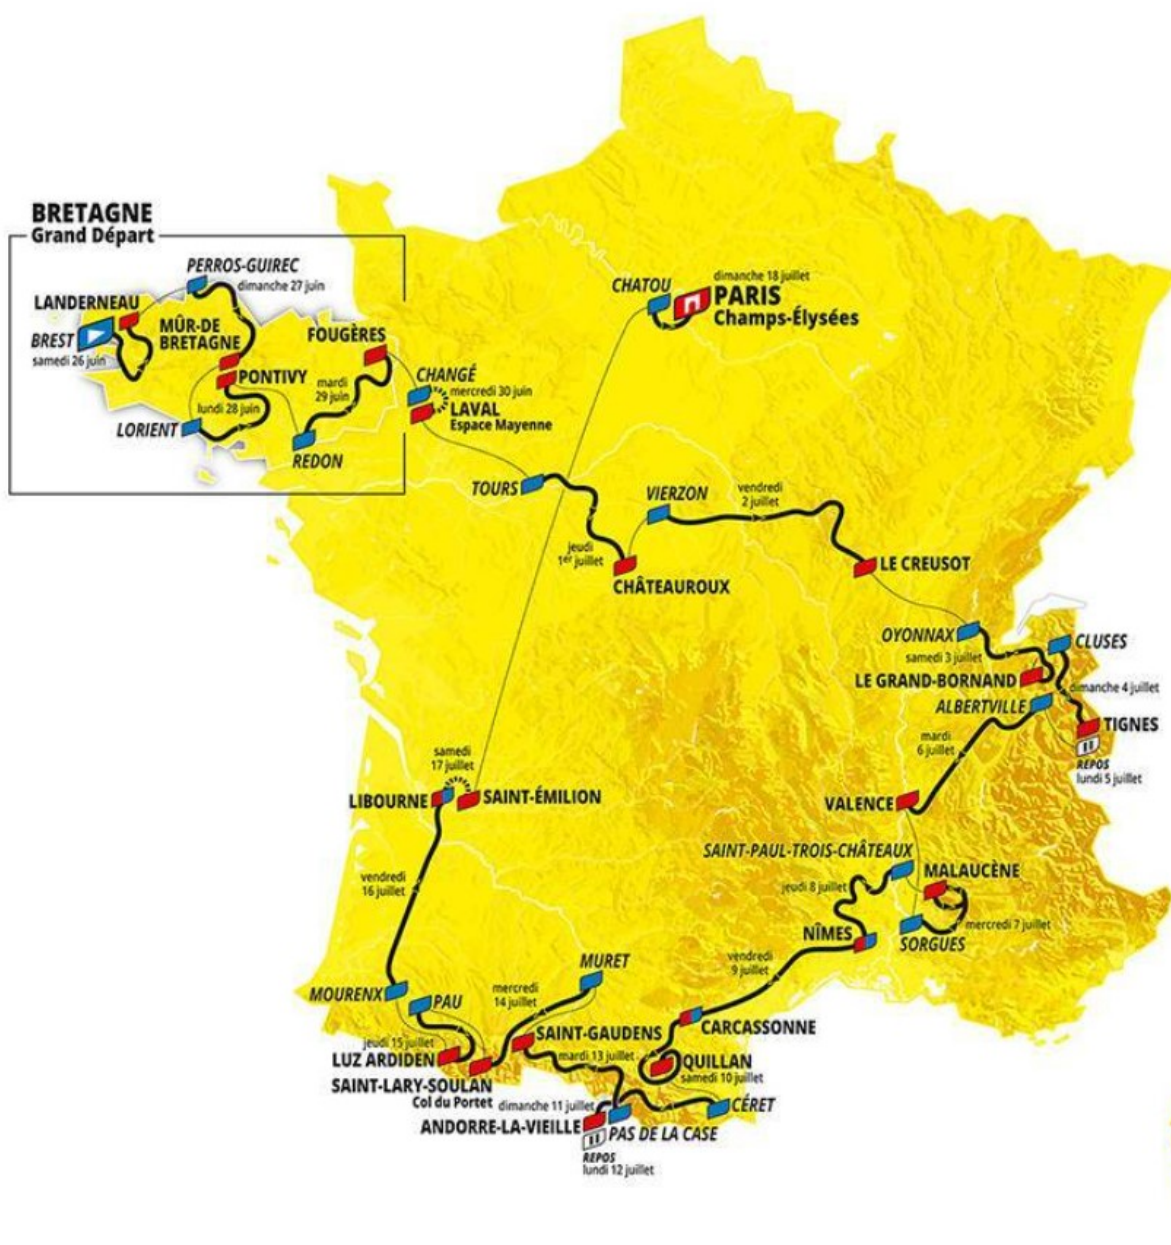 BRETAGNE
Grand Départ
PERROS-GUIREC
dimanche 27 juin
LANDERNEAU
BREST
samedi 26 juin
MÛR-DE
BRETAGNE
FOUGÈRES
PONTIVY
mardi
29 juin
lundi 28 juin
LORIENT
REDON
CHANGÉ
mercredi 30 juin
LAVAL
Espace Mayenne
CHATOU
dimanche 18 juillet
PARIS
Champs-Élysées
TOURS
VIERZON
vendredi
2 juillet
jeudi
1er juillet
CHÂTEAUROUX
LE CREUSOT
OYONNAX
samedi 3 juillet
CLUSES
LE GRAND-BORNAND
dimanche 4 juillet
ALBERTVILLE
TIGNES
mardi
6 juillet
REPOS
lundi 5 juillet
VALENCE
samedi
17 juillet
LIBOURNE
SAINT-ÉMILION
SAINT-PAUL-TROIS-CHÂTEAUX
MALAUCÈNE
jeudi 8 juillet
mercredi 7 juillet
vendredi
16 juillet
NÎMES
SORGUES
vendredi
9 juillet
MURET
MOURENX
PAU
mercredi
14 juillet
CARCASSONNE
SAINT-GAUDENS
jeudi 15 juillet
LUZ ARDIDEN
mardi 13 juillet
QUILLAN
samedi 10 juillet
SAINT-LARY-SOULAN
Col du Portet
dimanche 11 juillet
CÉRET
ANDORRE-LA-VIEILLE
PAS DE LA CASE
REPOS
lundi 12 juillet